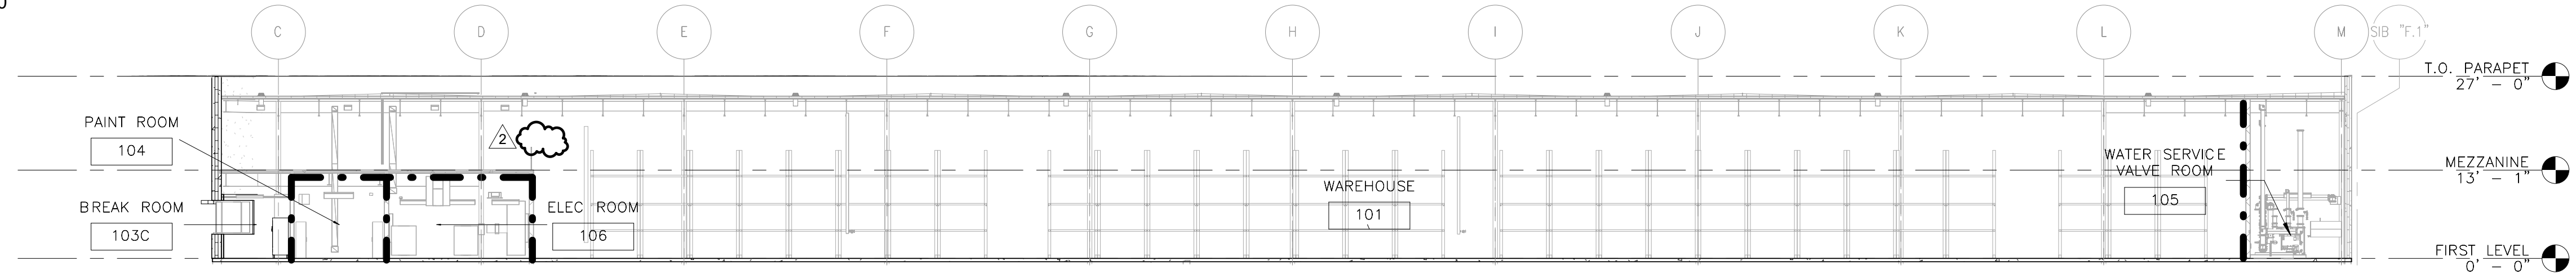 C
D
E
F
G
H
I
J
K
L
M
SIB "F.1"
T.O. PARAPET
27' - 0"
PAINT ROOM
104
2
WATER SERVICE
VALVE ROOM
105
MEZZANINE
13' - 1"
WAREHOUSE
101
BREAK ROOM
103C
ELEC ROOM
106
FIRST LEVEL
0' - 0"